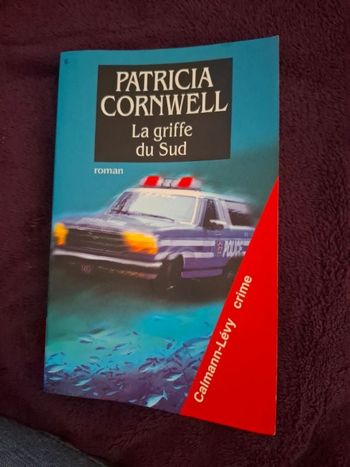 PATRICIA
CORNWELL
La griffe
du Sud
roman
POLICE
Calmann-Lévy crime